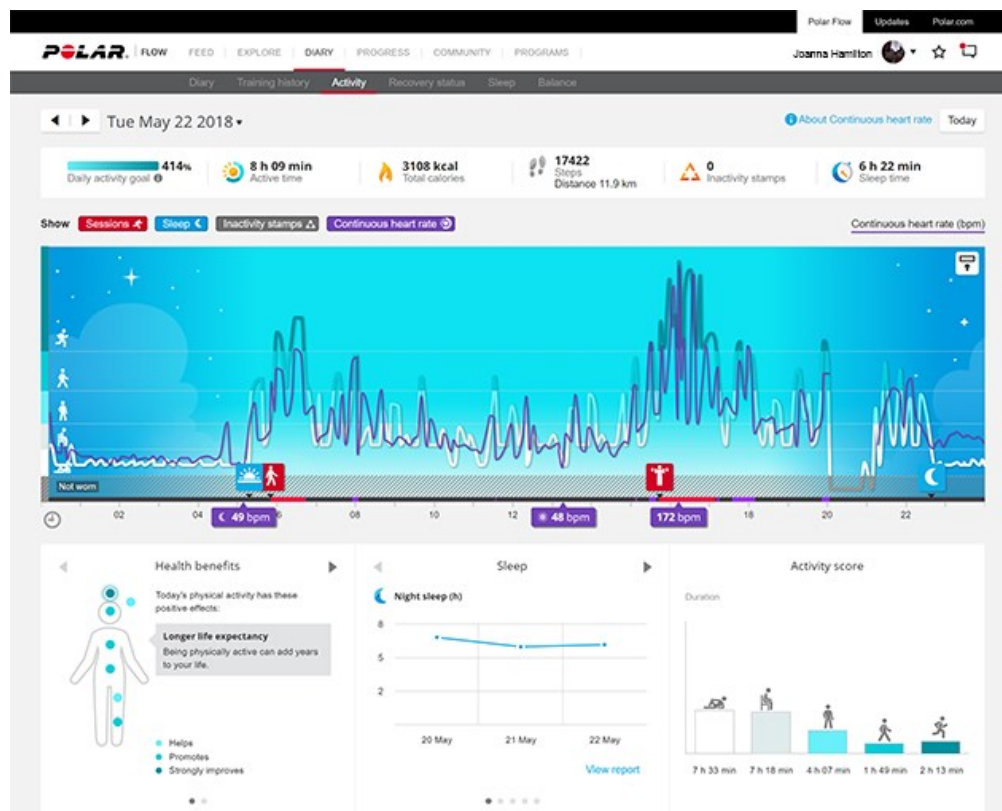 Polar Flow Updates Polar.com
POLAR. FLOW FEED EXPLORE DIARY PROGRESS COMMUNITY PROGRAMS Joanna Hamilton
Diary Training history Activity Recovery status Sleep Balance
Tue May 22 2018 About Continuous heart rate Today
414% Daily activity goal
8 h 09 min Active time
3108 kcal Total calories
17422 Steps
Distance 11.9 km
0 Inactivity stamps
6 h 22 min Sleep time
Show Sessions Sleep Inactivity stamps Continuous heart rate Continuous heart rate (bpm)
Not worn
02 04 06 08 10 12 16 18 20 22
49 bpm 48 bpm 172 bpm
Health benefits
Today's physical activity has these
positive effects:
Longer life expectancy
Being physically active can add years
to your life.
Helps
Promotes
Strongly improves
Sleep
Night sleep (h)
8
5
2
20 May 21 May 22 May
View report
Activity score
Duration
7 h 33 min 7 h 18 min 4 h 07 min 1 h 49 min 2 h 13 min